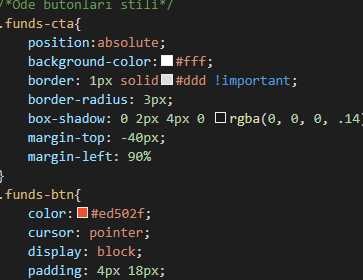 /*Öde butonları stili*/
.funds-cta{
position:absolute;
background-color:#fff;
border: 1px solid #ddd !important;
border-radius: 3px;
box-shadow: 0 2px 4px 0 rgba(0, 0, 0, .14)
margin-top: -40px;
margin-left: 90%
}
.funds-btn{
color:#ed502f;
cursor: pointer;
display: block;
padding: 4px 18px;